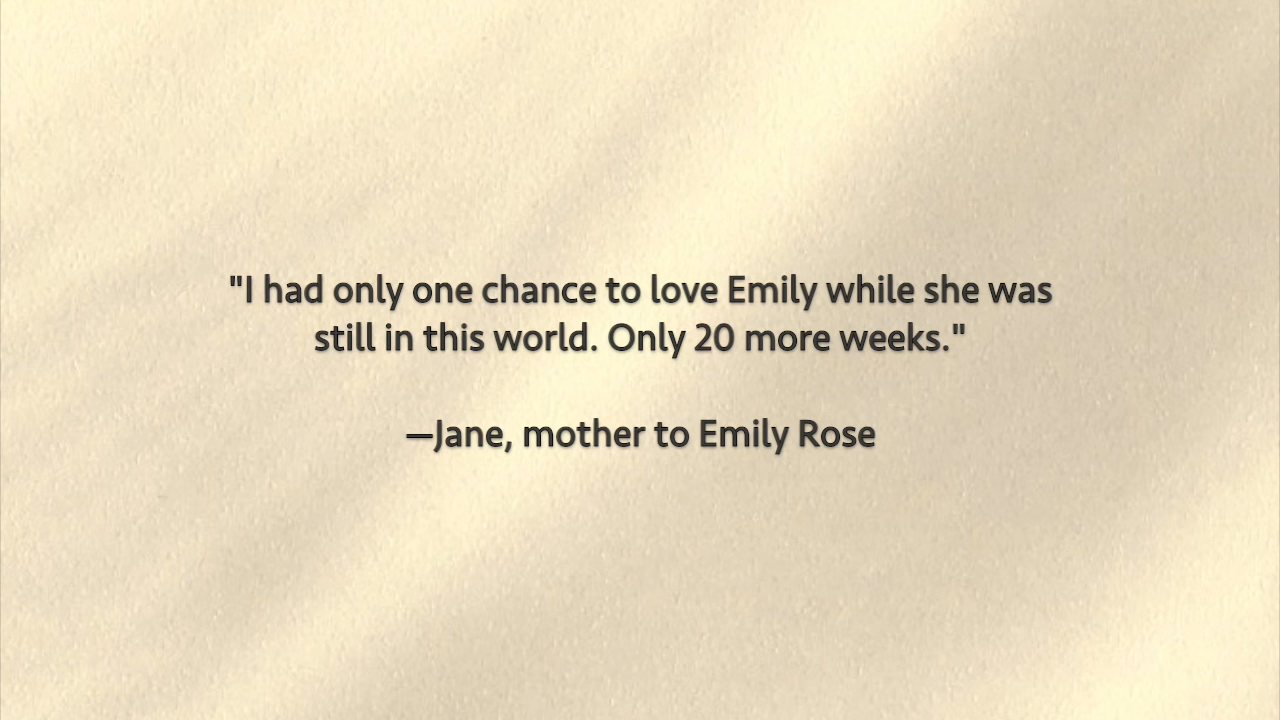 "I had only one chance to love Emily while she was
still in this world. Only 20 more weeks."
—Jane, mother to Emily Rose